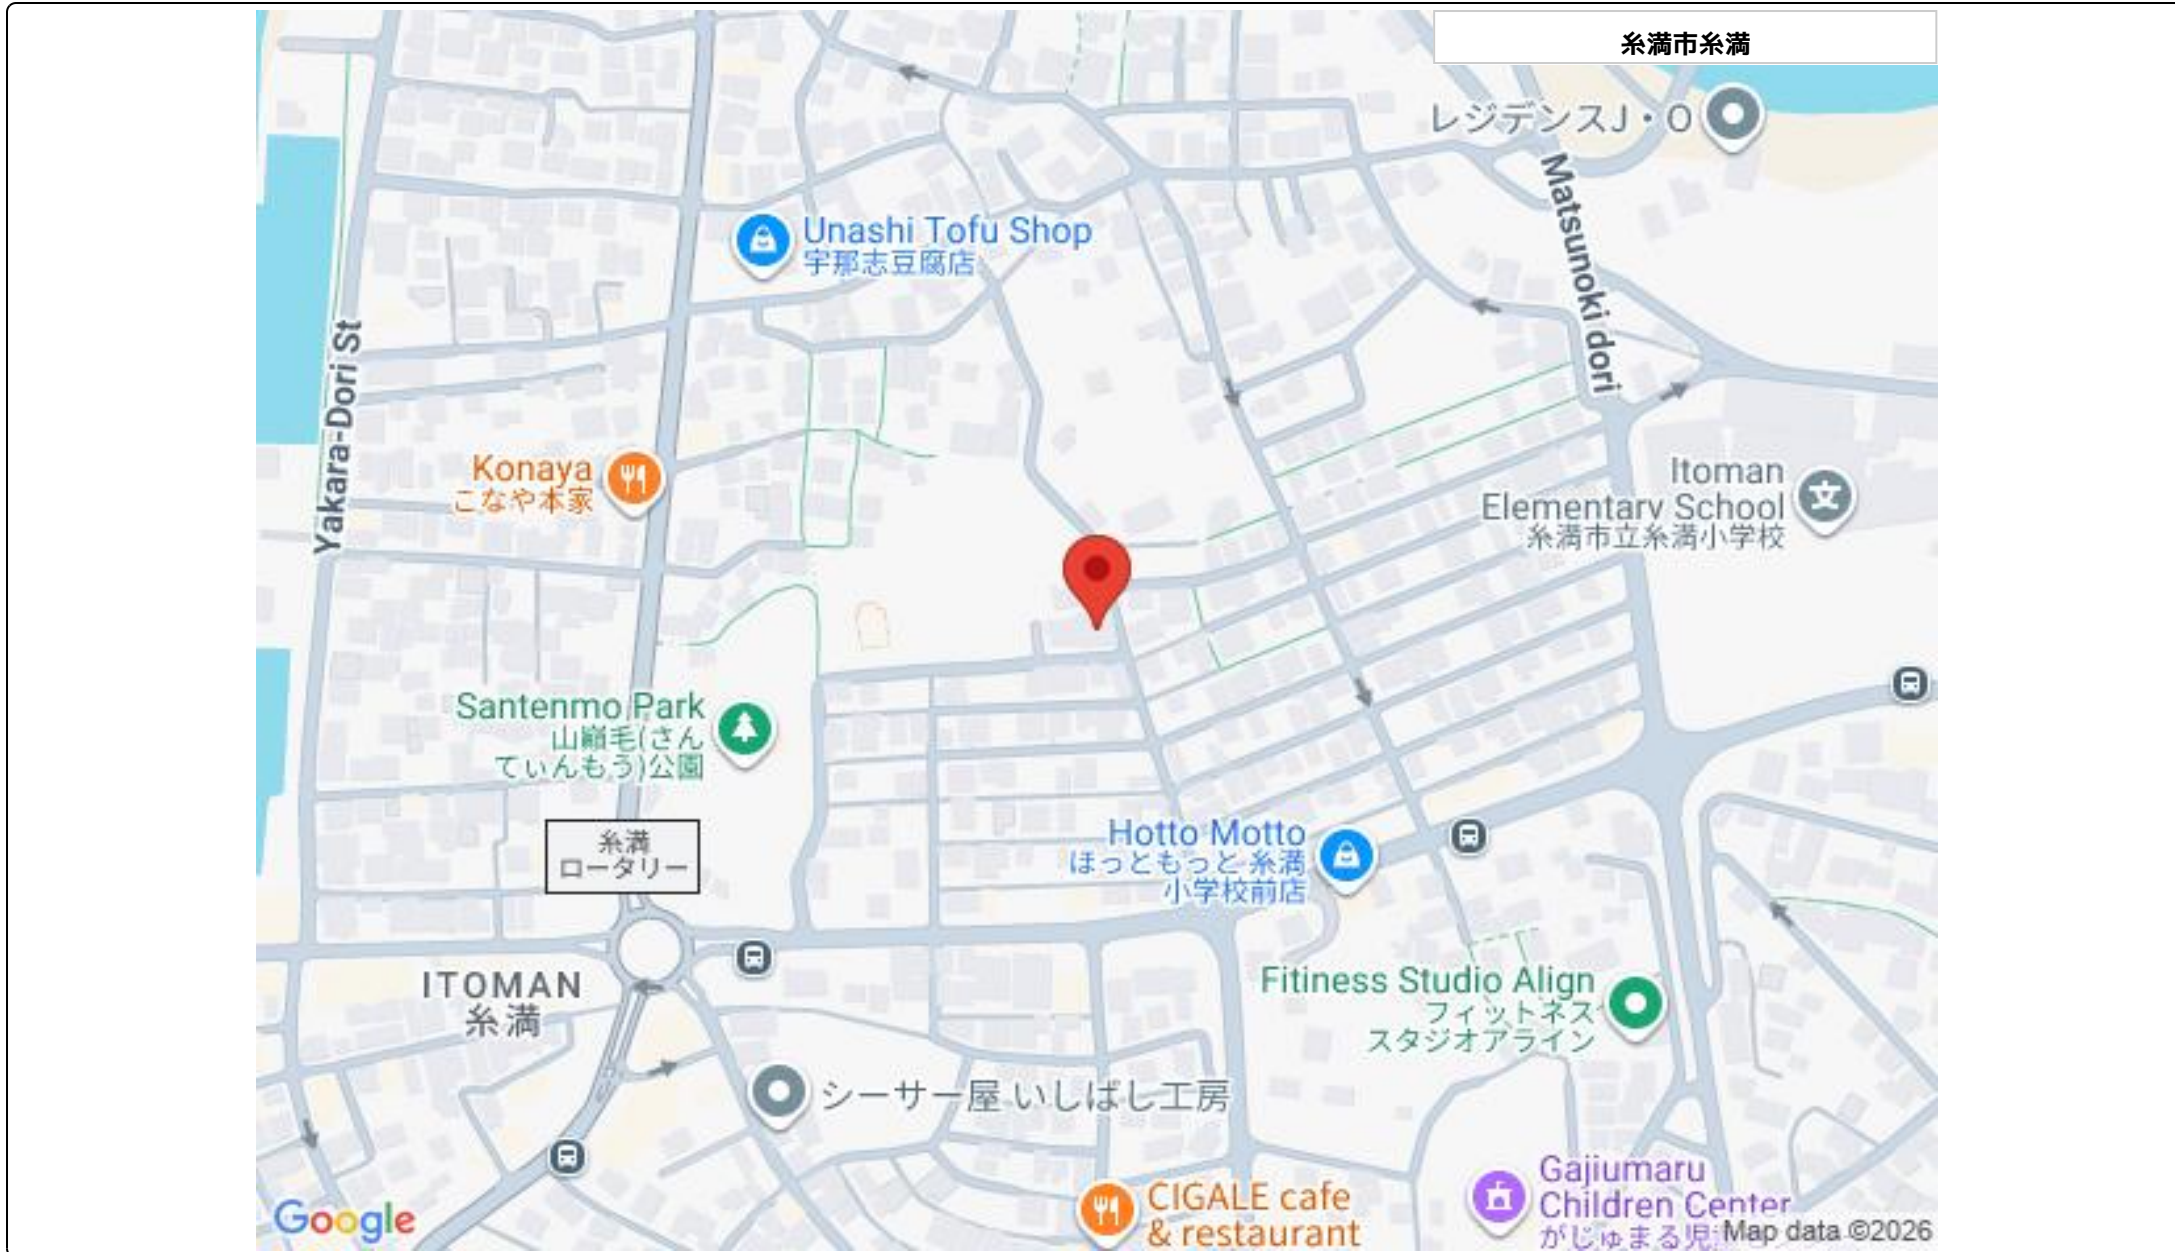 糸満市糸満
レジデンスJ・O
Matsunoki dori
Unashi Tofu Shop
宇那志豆腐店
Yakara-Dori St
Konaya
こなや本家
Itoman
Elementary School
糸満市立糸満小学校
Santenmo Park
山巓毛(さん
てぃんもう)公園
糸満
ロータリー
Hotto Motto
ほっともっと 糸満
小学校前店
ITOMAN
糸満
Fitiness Studio Align
フィットネス
スタジオアライン
シーサー屋 いしばし工房
CIGALE cafe
& restaurant
Gajiumaru
Children Center
がじゅまる児
Google
Map data ©2026